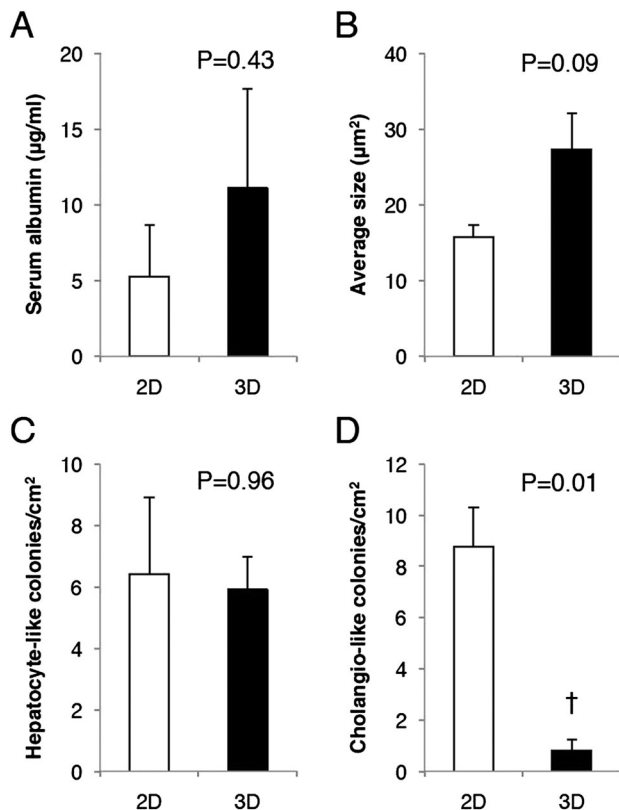 A
P=0.43
Serum albumin (µg/ml)
20
15
10
5
0
2D
3D
B
P=0.09
Average size (µm²)
40
30
20
10
0
2D
3D
C
P=0.96
Hepatocyte-like colonies/cm²
10
8
6
4
2
0
2D
3D
D
P=0.01
Cholangio-like colonies/cm²
12
10
8
6
4
2
0
†
2D
3D